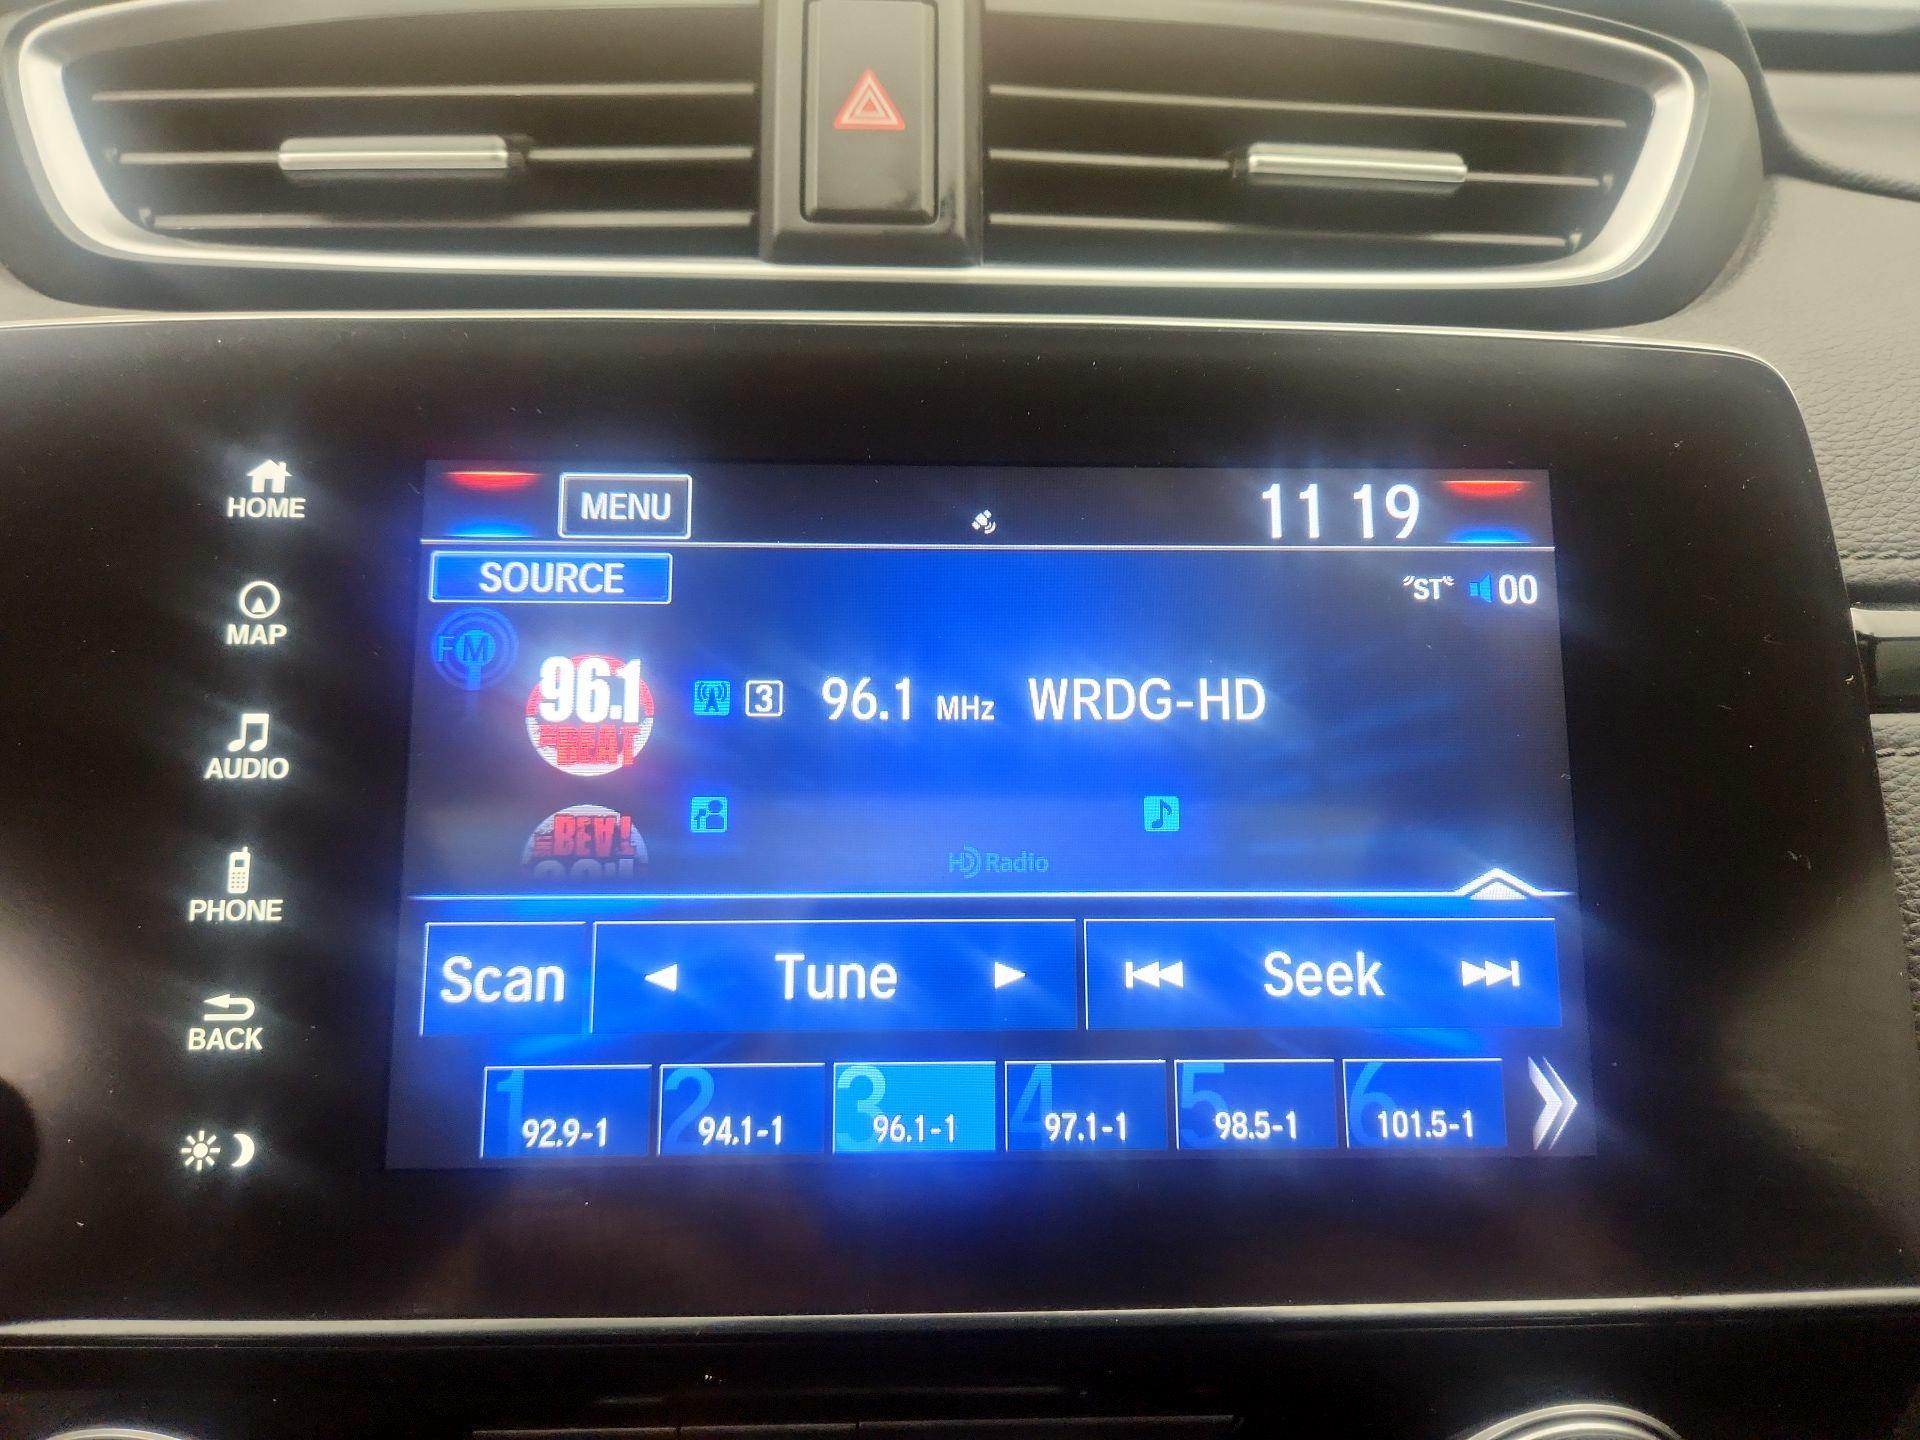 HOME
MAP
AUDIO
PHONE
BACK
MENU
11 19
SOURCE
ST 00
FM
96.1
THE BEAT
3 96.1 MHz WRDG-HD
HD Radio
Scan Tune Seek
1 92.9-1
2 94.1-1
3 96.1-1
4 97.1-1
5 98.5-1
6 101.5-1